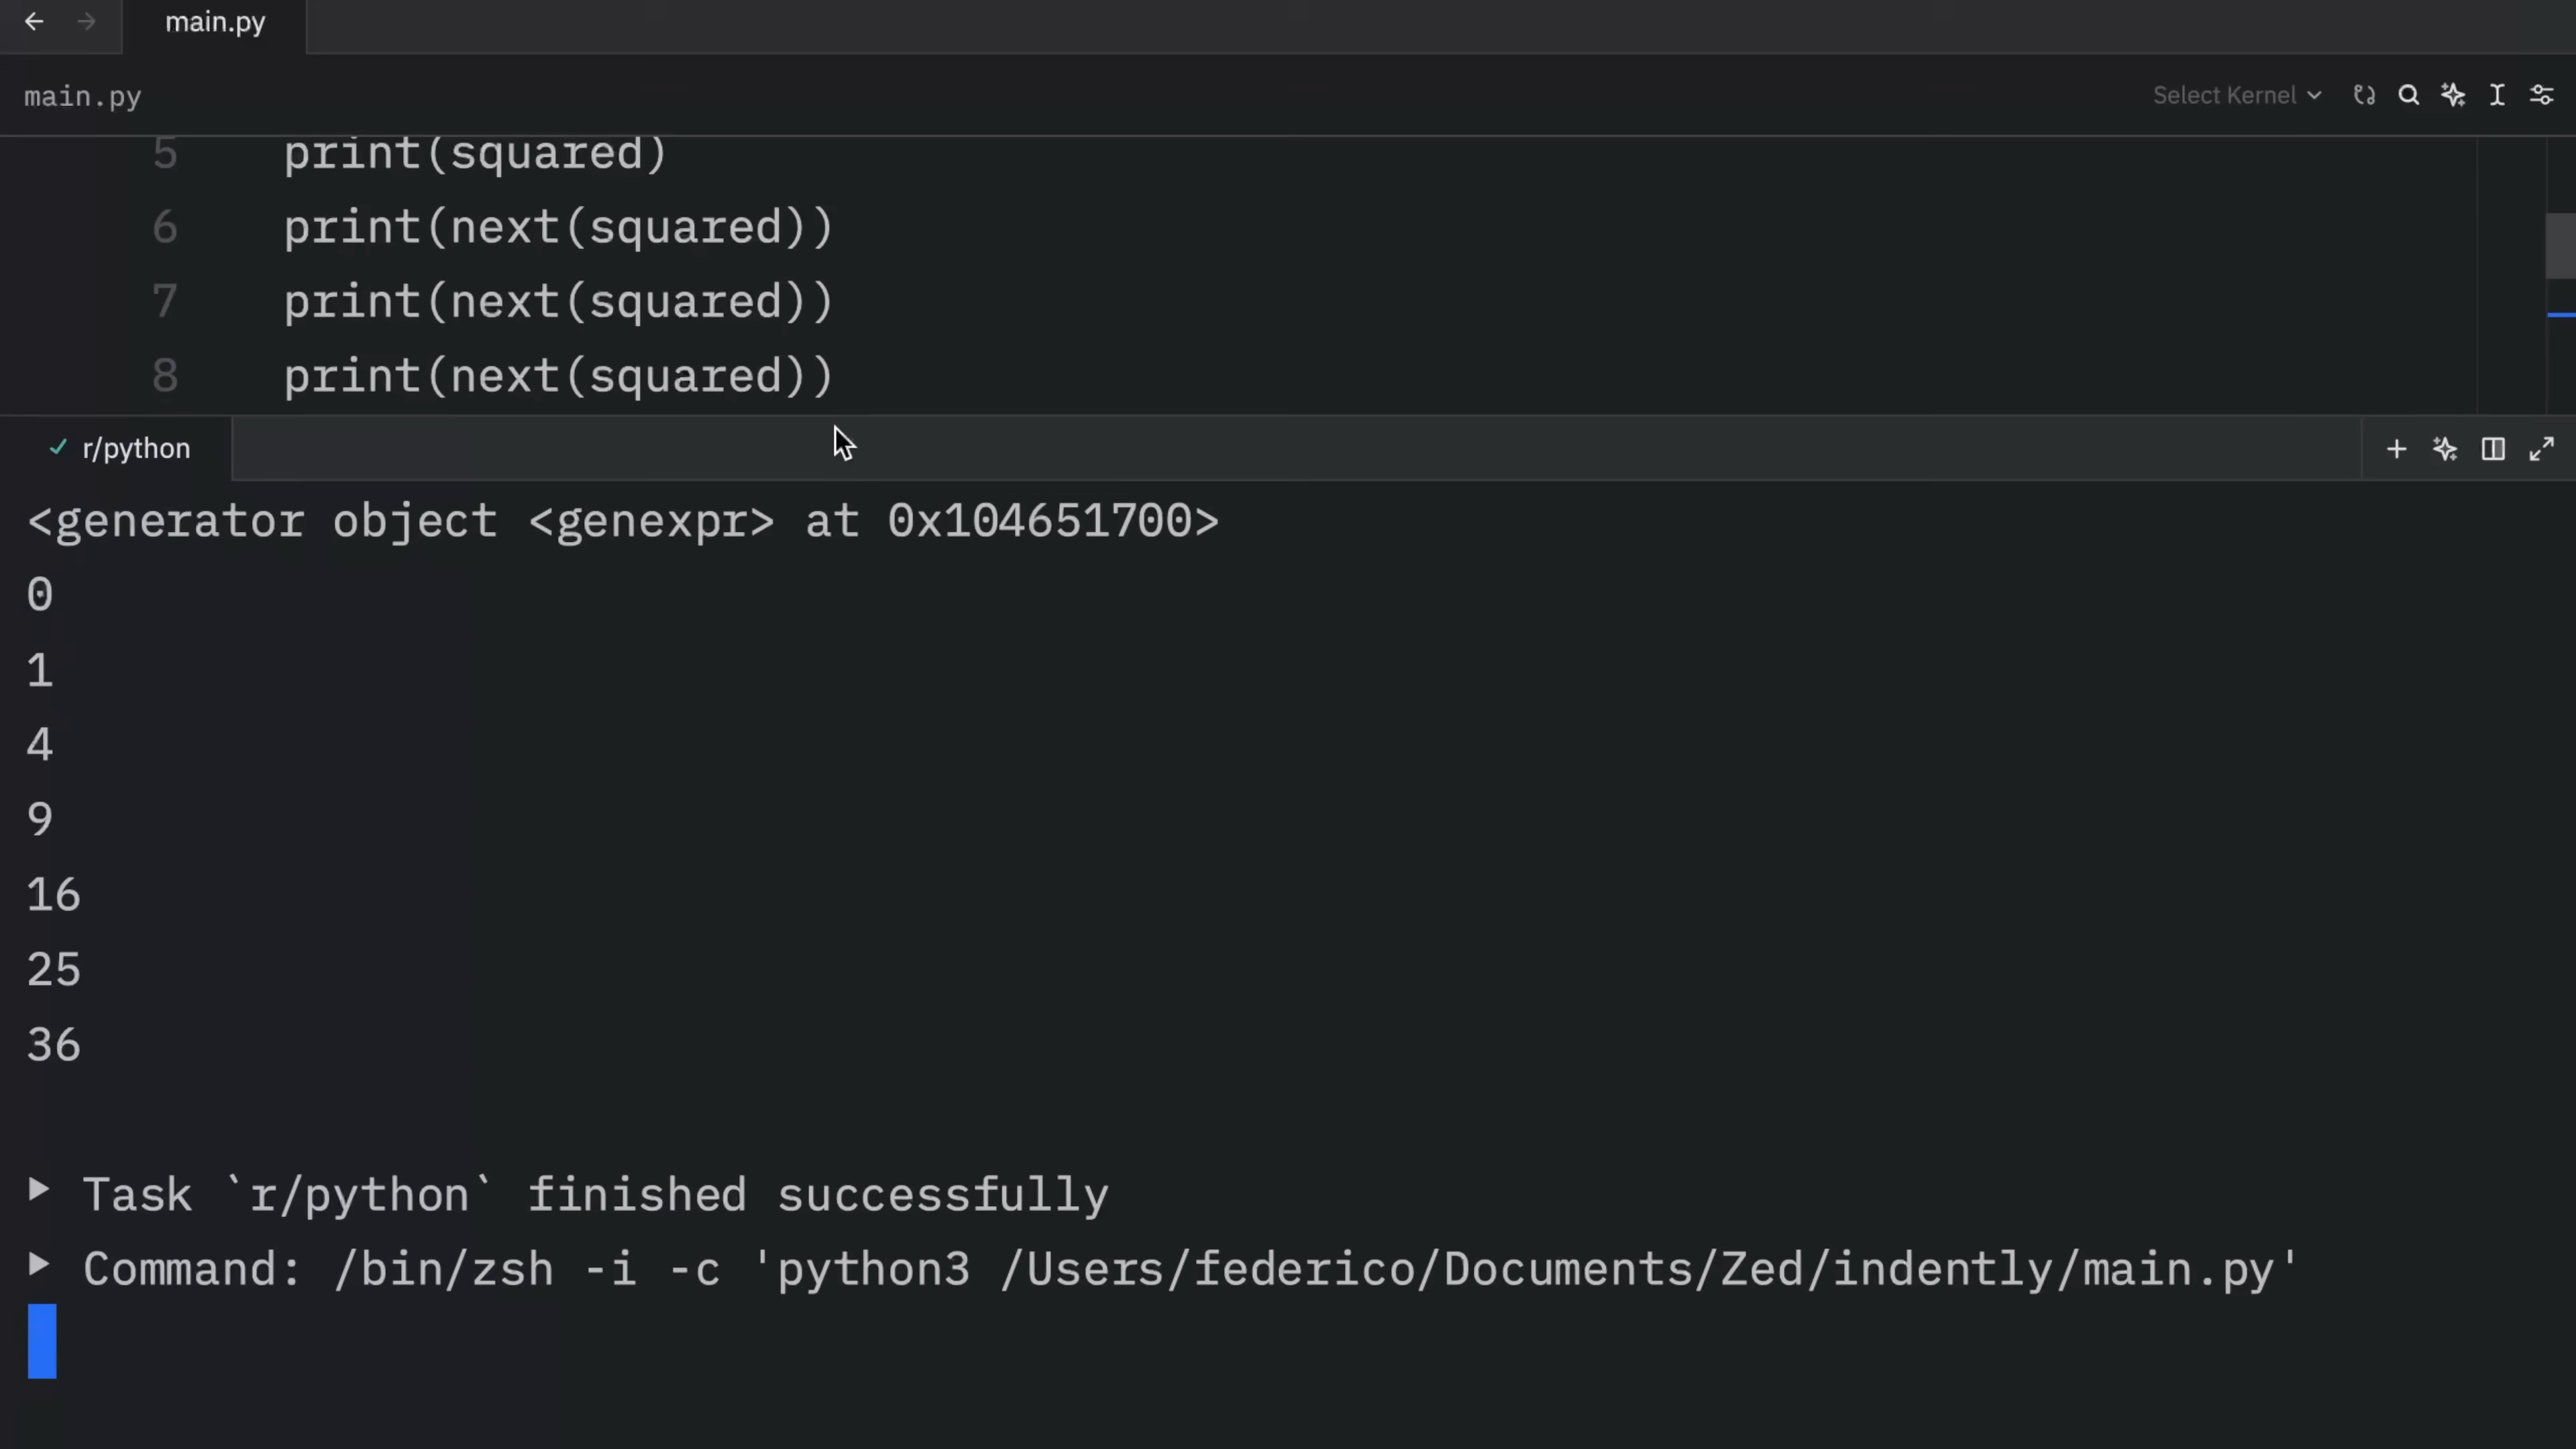 main.py
main.py
Select Kernel
5 print(squared)
6 print(next(squared))
7 print(next(squared))
8 print(next(squared))
r/python
<generator object <genexpr> at 0x104651700>
0
1
4
9
16
25
36
Task `r/python` finished successfully
Command: /bin/zsh -i -c 'python3 /Users/federico/Documents/Zed/indently/main.py'